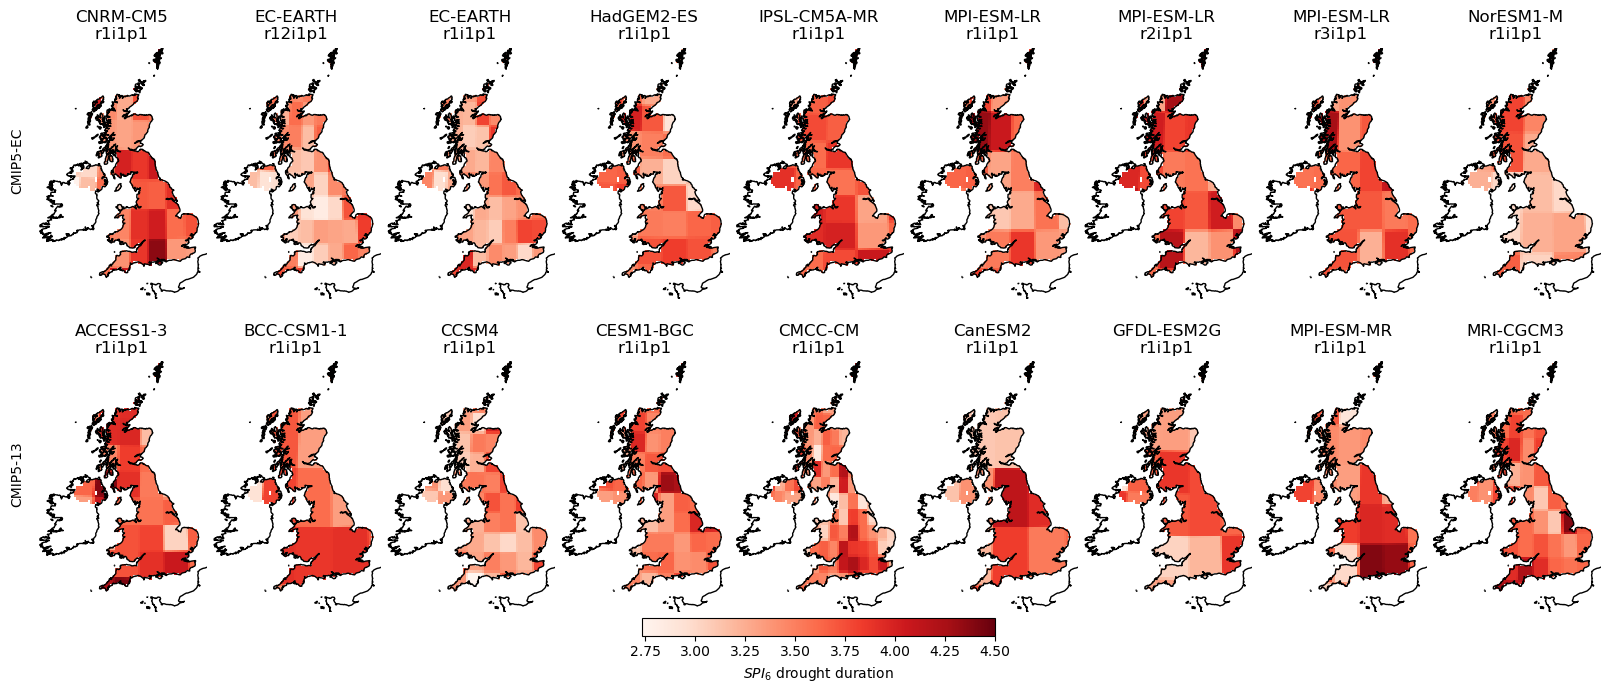 CNRM-CM5 EC-EARTH EC-EARTH HadGEM2-ES IPSL-CM5A-MR MPI-ESM-LR MPI-ESM-LR MPI-ESM-LR NorESM1-M
r1i1p1 r12i1p1 r1i1p1 r1i1p1 r1i1p1 r1i1p1 r2i1p1 r3i1p1 r1i1p1
CMIP5-EC
ACCESS1-3 BCC-CSM1-1 CCSM4 CESM1-BGC CMCC-CM CanESM2 GFDL-ESM2G MPI-ESM-MR MRI-CGCM3
r1i1p1 r1i1p1 r1i1p1 r1i1p1 r1i1p1 r1i1p1 r1i1p1 r1i1p1 r1i1p1
CMIP5-13
2.75 3.00 3.25 3.50 3.75 4.00 4.25 4.50
SPI₆ drought duration